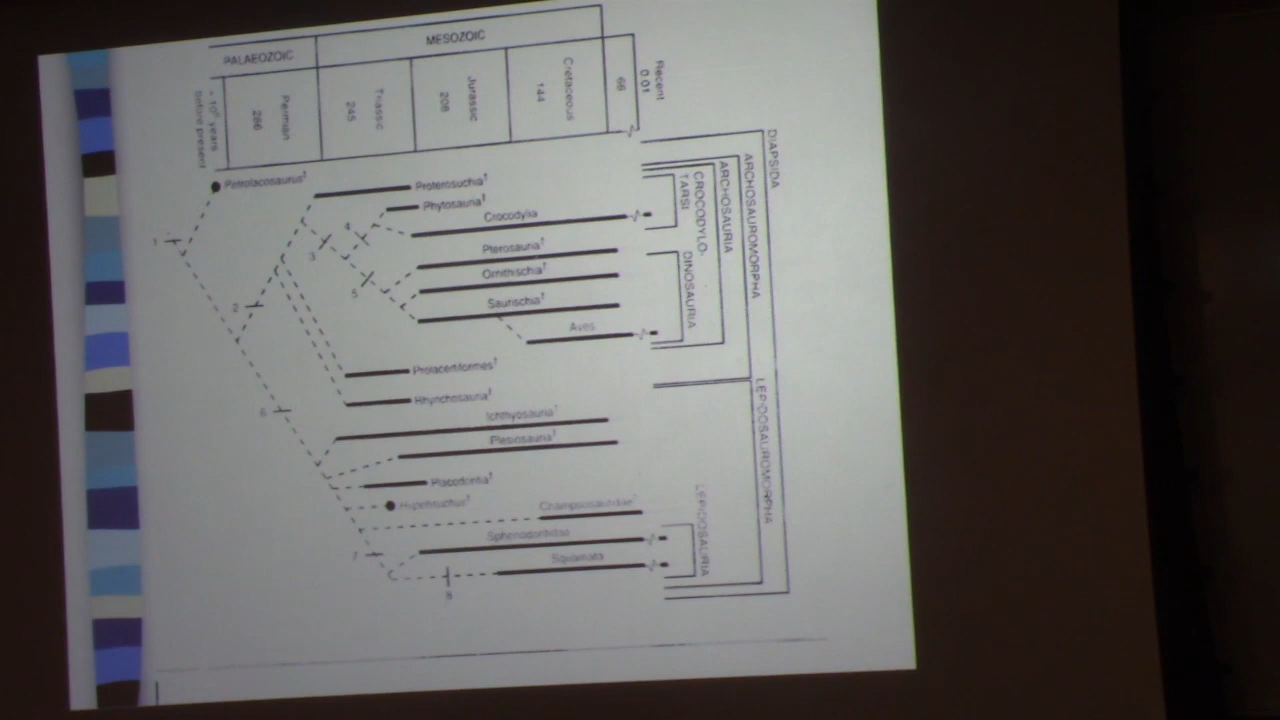 PALAEOZOIC
MESOZOIC
× 10⁶ years
before present
Permian
286
Triassic
245
Jurassic
208
Cretaceous
144
66
Recent
0.01
DIAPSIDA
ARCHOSAUROMORPHA
ARCHOSAURIA
CROCODYLO-
TARSI
DINOSAURIA
LEPIDOSAUROMORPHA
LEPIDOSAURIA
Petrolacosaurus†
Proterosuchia†
Phytosauria†
Crocodylia
Pterosauria†
Ornithischia†
Saurischia†
Aves
Prolacertiformes†
Rhynchosauria†
Ichthyosauria†
Plesiosauria†
Placodontia†
Hupehsuchus†
Champsosauridae†
Sphenodontidae
Squamata
1
2
3
4
5
6
7
8